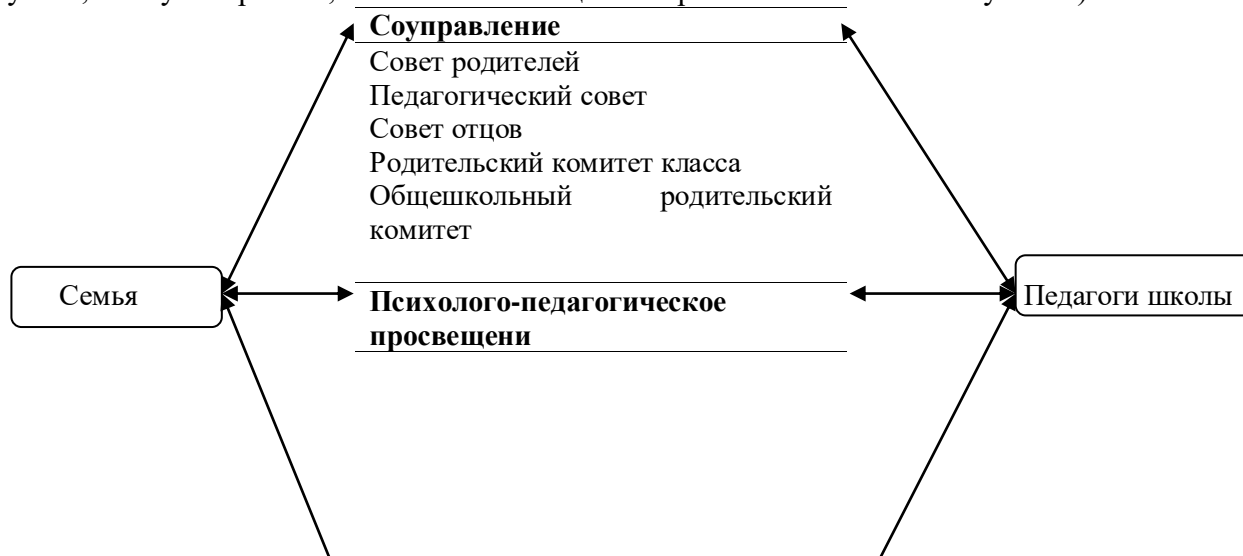 Соуправление
Совет родителей
Педагогический совет
Совет отцов
Родительский комитет класса
Общешкольный родительский
комитет
Семья
Психолого-педагогическое
просвещени
Педагоги школы